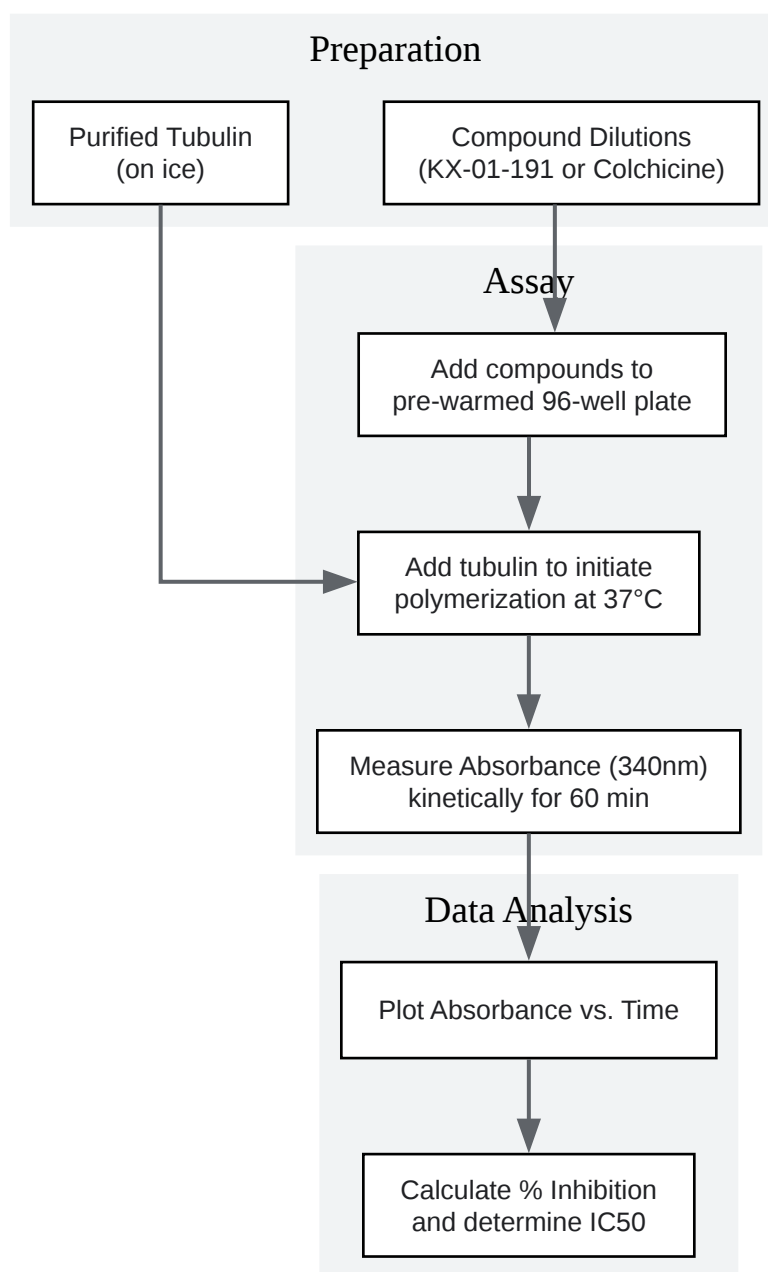 Preparation
Purified Tubulin
(on ice)
Compound Dilutions
(KX-01-191 or Colchicine)
Assay
Add compounds to
pre-warmed 96-well plate
Add tubulin to initiate
polymerization at 37°C
Measure Absorbance (340nm)
kinetically for 60 min
Data Analysis
Plot Absorbance vs. Time
Calculate % Inhibition
and determine IC50